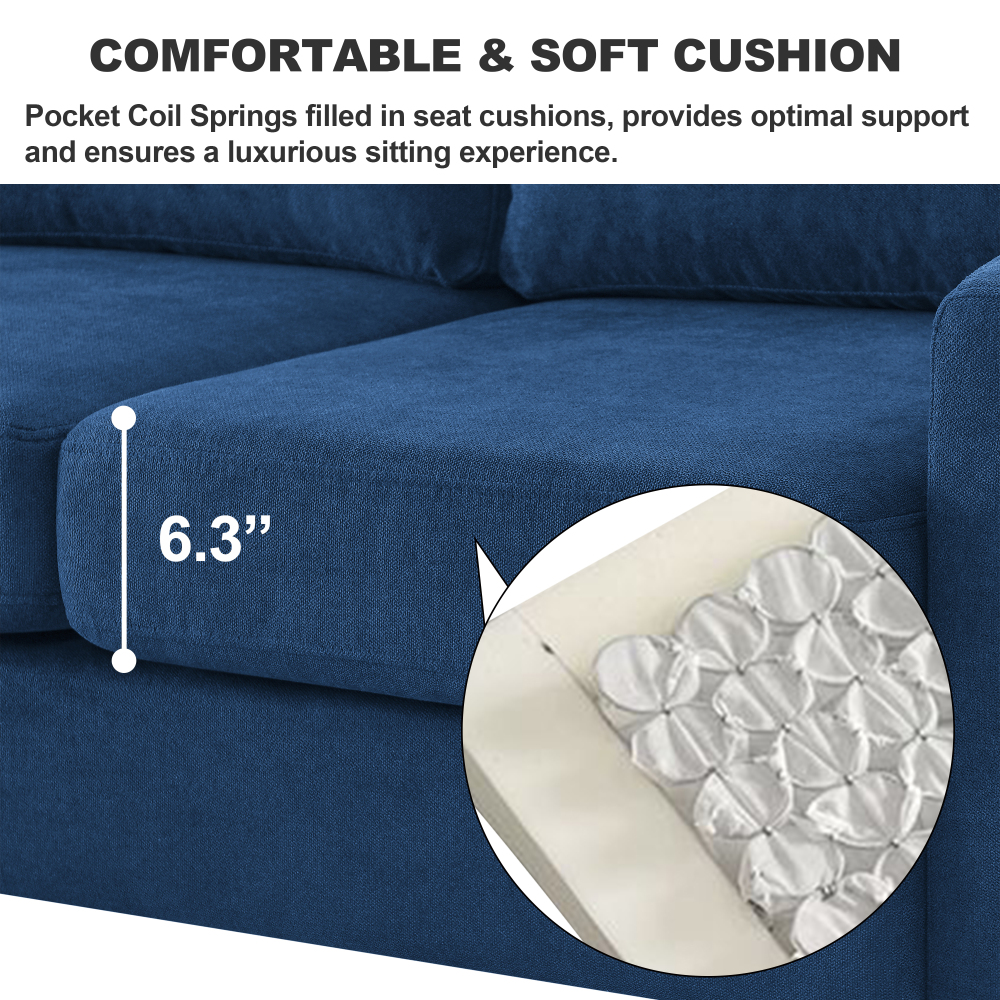 COMFORTABLE & SOFT CUSHION
Pocket Coil Springs filled in seat cushions, provides optimal support
and ensures a luxurious sitting experience.
6.3”